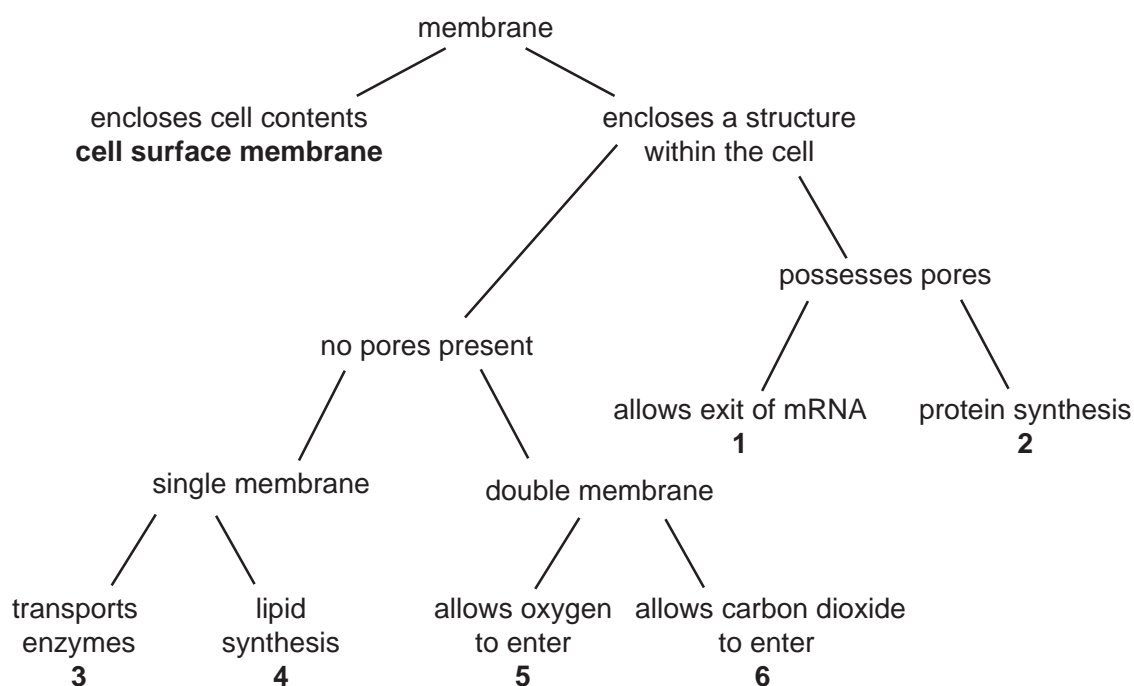 membrane
encloses cell contents
cell surface membrane
encloses a structure
within the cell
possesses pores
no pores present
allows exit of mRNA
1
protein synthesis
2
single membrane
double membrane
transports
enzymes
3
lipid
synthesis
4
allows oxygen
to enter
5
allows carbon dioxide
to enter
6